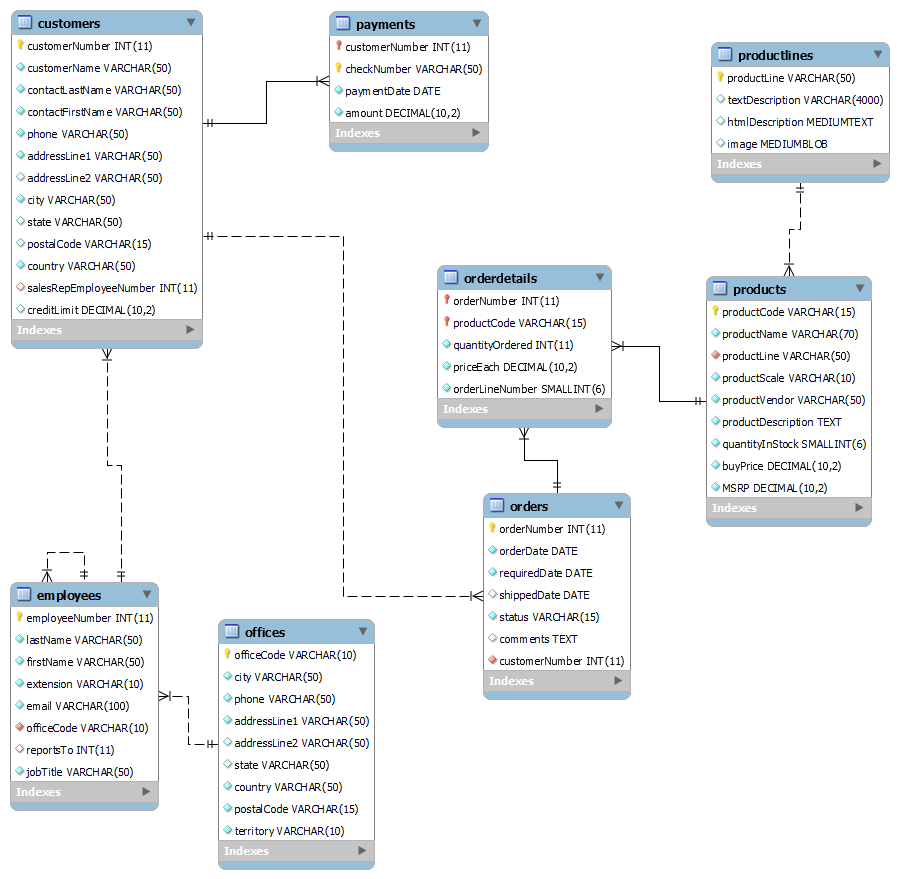 customers
customerNumber INT(11)
customerName VARCHAR(50)
contactLastName VARCHAR(50)
contactFirstName VARCHAR(50)
phone VARCHAR(50)
addressLine1 VARCHAR(50)
addressLine2 VARCHAR(50)
city VARCHAR(50)
state VARCHAR(50)
postalCode VARCHAR(15)
country VARCHAR(50)
salesRepEmployeeNumber INT(11)
creditLimit DECIMAL(10,2)
Indexes
payments
customerNumber INT(11)
checkNumber VARCHAR(50)
paymentDate DATE
amount DECIMAL(10,2)
Indexes
productlines
productLine VARCHAR(50)
textDescription VARCHAR(4000)
htmlDescription MEDIUMTEXT
image MEDIUMBLOB
Indexes
orderdetails
orderNumber INT(11)
productCode VARCHAR(15)
quantityOrdered INT(11)
priceEach DECIMAL(10,2)
orderLineNumber SMALLINT(6)
Indexes
products
productCode VARCHAR(15)
productName VARCHAR(70)
productLine VARCHAR(50)
productScale VARCHAR(10)
productVendor VARCHAR(50)
productDescription TEXT
quantityInStock SMALLINT(6)
buyPrice DECIMAL(10,2)
MSRP DECIMAL(10,2)
Indexes
orders
orderNumber INT(11)
orderDate DATE
requiredDate DATE
shippedDate DATE
status VARCHAR(15)
comments TEXT
customerNumber INT(11)
Indexes
employees
employeeNumber INT(11)
lastName VARCHAR(50)
firstName VARCHAR(50)
extension VARCHAR(10)
email VARCHAR(100)
officeCode VARCHAR(10)
reportsTo INT(11)
jobTitle VARCHAR(50)
Indexes
offices
officeCode VARCHAR(10)
city VARCHAR(50)
phone VARCHAR(50)
addressLine1 VARCHAR(50)
addressLine2 VARCHAR(50)
state VARCHAR(50)
country VARCHAR(50)
postalCode VARCHAR(15)
territory VARCHAR(10)
Indexes